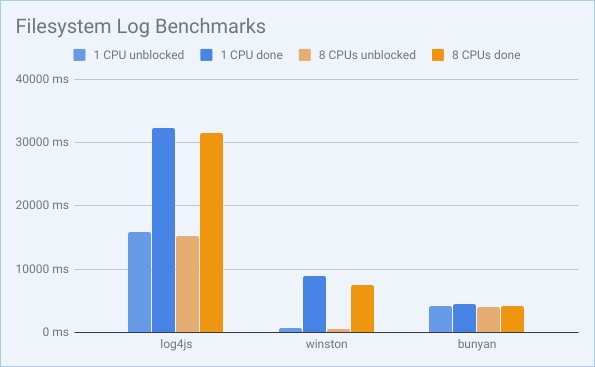 Filesystem Log Benchmarks
1 CPU unblocked 1 CPU done 8 CPUs unblocked 8 CPUs done
40000 ms
30000 ms
20000 ms
10000 ms
0 ms
log4js winston bunyan